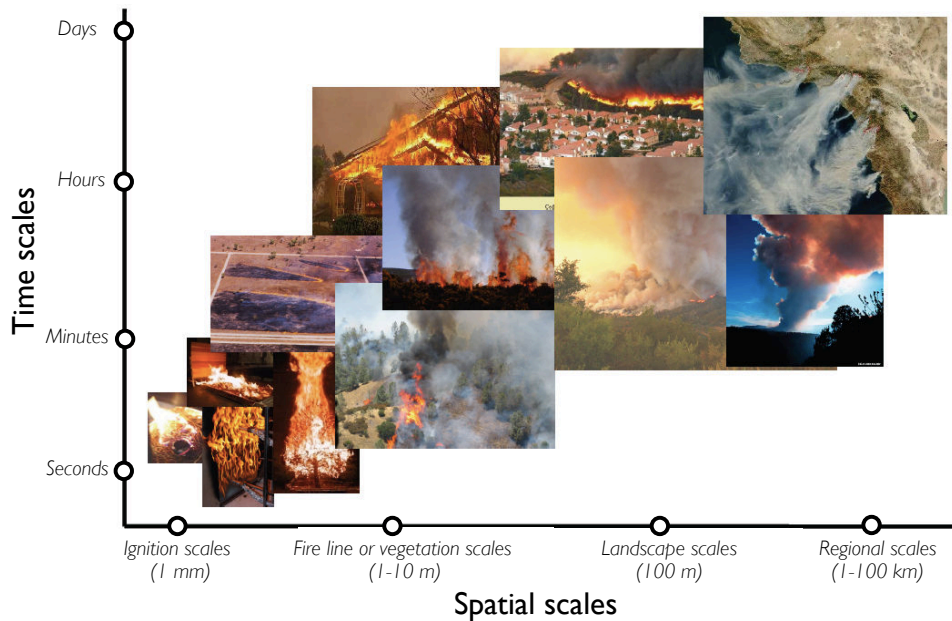 Days
Hours
Minutes
Seconds
Time scales
Ignition scales
(1 mm)
Fire line or vegetation scales
(1-10 m)
Landscape scales
(100 m)
Regional scales
(1-100 km)
Spatial scales